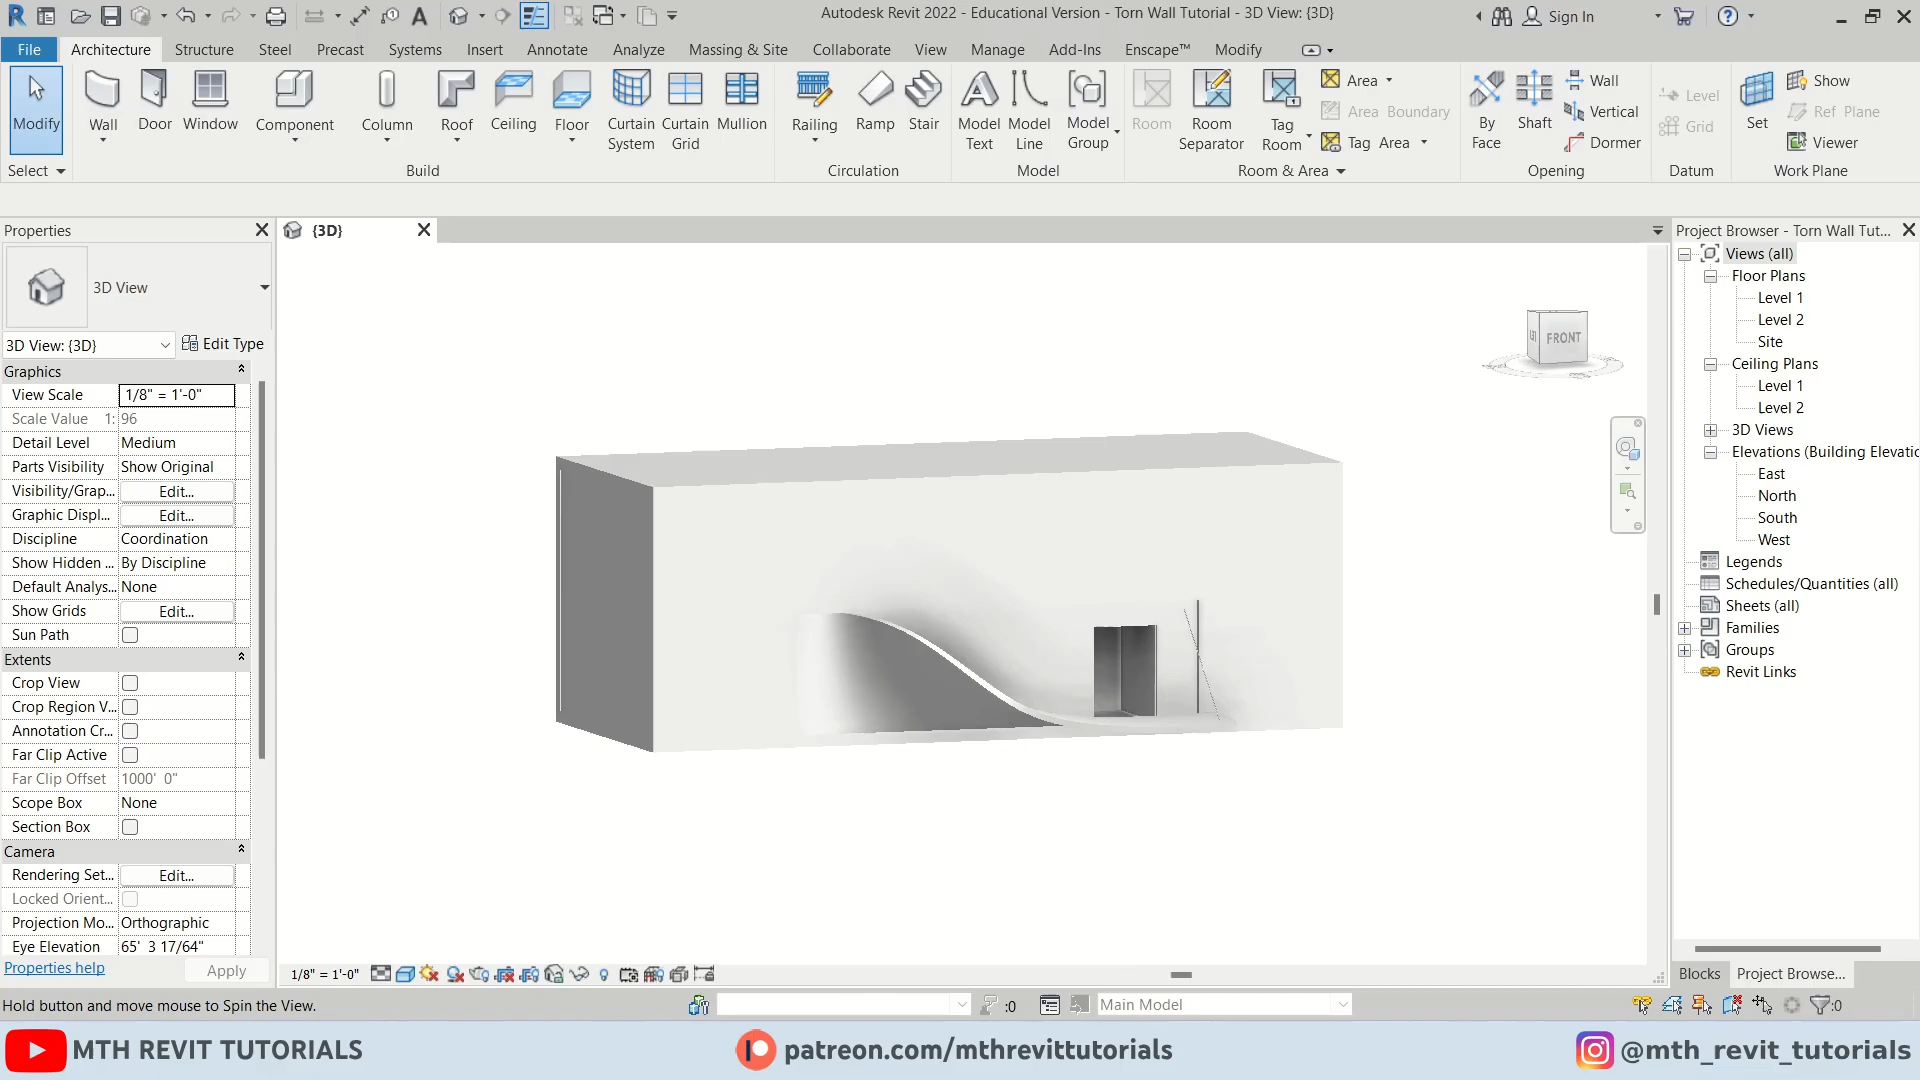 Autodesk Revit 2022 - Educational Version - Torn Wall Tutorial - 3D View: {3D}
Sign In
File Architecture Structure Steel Precast Systems Insert Annotate Analyze Massing & Site Collaborate View Manage Add-Ins Enscape™ Modify
Modify
Wall
Door
Window
Component
Column
Roof
Ceiling
Floor
Curtain System
Curtain Grid
Mullion
Railing
Ramp
Stair
Model Text
Model Line
Model Group
Room
Room Separator
Tag Room
Area
Area Boundary
Tag Area
By Face
Shaft
Wall
Vertical
Dormer
Level
Grid
Set
Show
Ref Plane
Viewer
Select
Build
Circulation
Model
Room & Area
Opening
Datum
Work Plane
Properties
3D View
3D View: {3D}
Edit Type
Graphics
View Scale 1/8" = 1'-0"
Scale Value 1: 96
Detail Level Medium
Parts Visibility Show Original
Visibility/Grap... Edit...
Graphic Displ... Edit...
Discipline Coordination
Show Hidden ... By Discipline
Default Analys... None
Show Grids Edit...
Sun Path
Extents
Crop View
Crop Region V...
Annotation Cr...
Far Clip Active
Far Clip Offset 1000' 0"
Scope Box None
Section Box
Camera
Rendering Set... Edit...
Locked Orient...
Projection Mo... Orthographic
Eye Elevation 65' 3 17/64"
Properties help
Apply
{3D}
FRONT
1/8" = 1'-0"
Project Browser - Torn Wall Tut...
Views (all)
Floor Plans
Level 1
Level 2
Site
Ceiling Plans
Level 1
Level 2
3D Views
Elevations (Building Elevatio
East
North
South
West
Legends
Schedules/Quantities (all)
Sheets (all)
Families
Groups
Revit Links
Blocks
Project Browse...
Hold button and move mouse to Spin the View.
:0
Main Model
:0
MTH REVIT TUTORIALS
patreon.com/mthrevittutorials
@mth_revit_tutorials